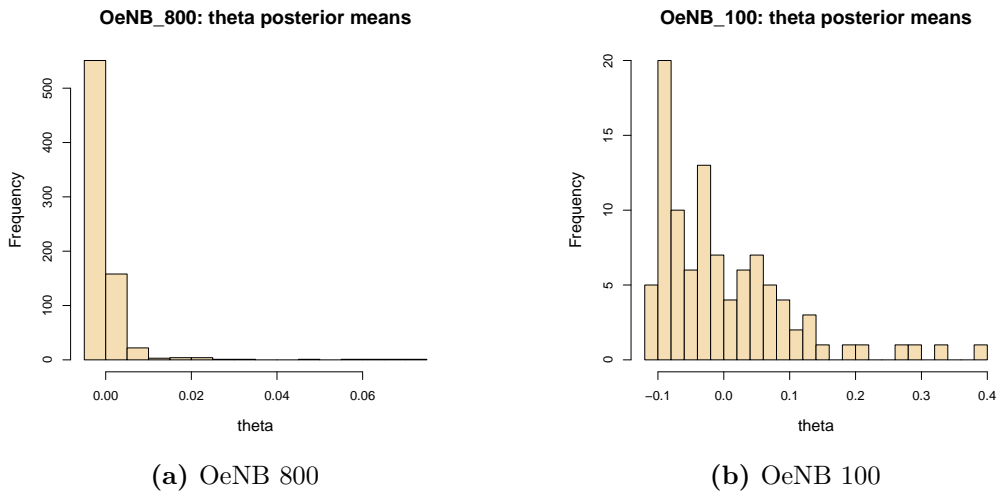 OeNB_800: theta posterior means
Frequency
0
100
200
300
400
500
0.00
0.02
0.04
0.06
theta
(a) OeNB 800
OeNB_100: theta posterior means
Frequency
0
5
10
15
20
−0.1
0.0
0.1
0.2
0.3
0.4
theta
(b) OeNB 100